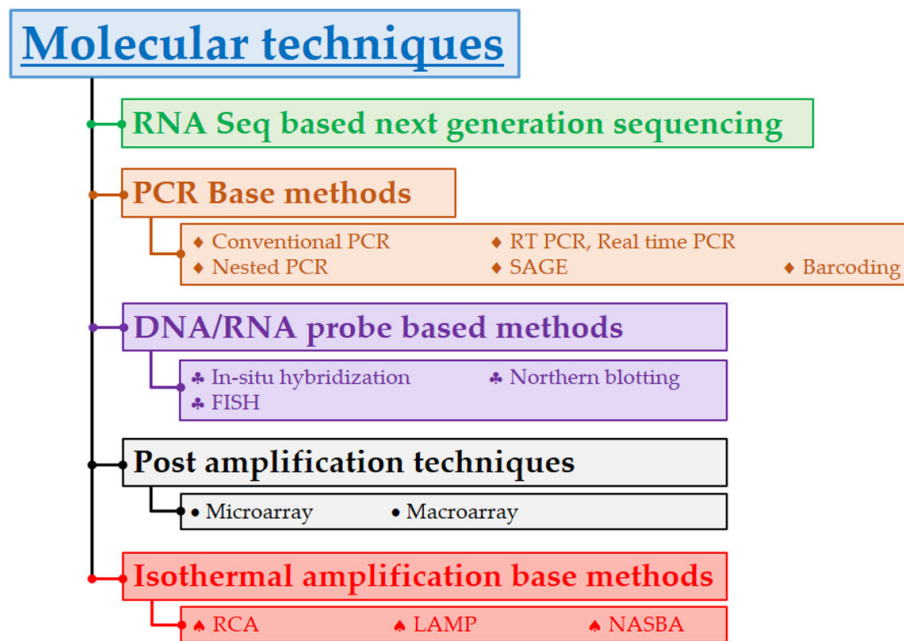 Molecular techniques
RNA Seq based next generation sequencing
PCR Base methods
♦ Conventional PCR ♦ RT PCR, Real time PCR
♦ Nested PCR ♦ SAGE ♦ Barcoding
DNA/RNA probe based methods
♣ In-situ hybridization ♣ Northern blotting
♣ FISH
Post amplification techniques
• Microarray • Macroarray
Isothermal amplification base methods
♠ RCA ♠ LAMP ♠ NASBA